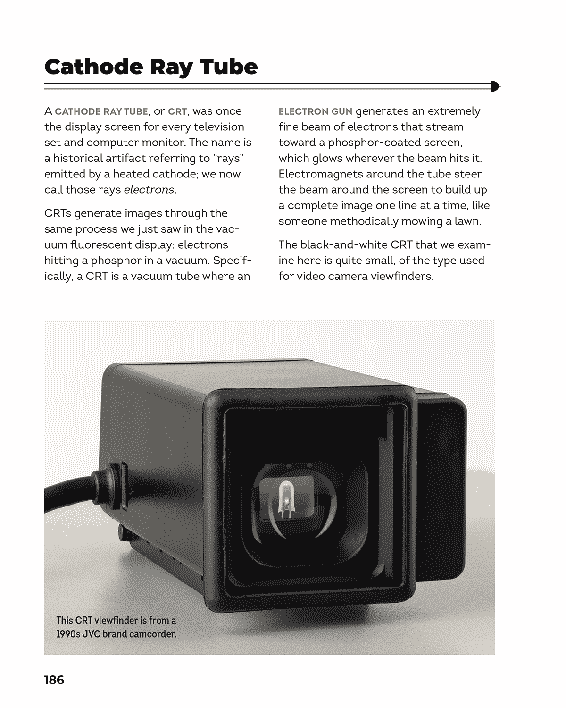 Cathode Ray Tube
A CATHODE RAY TUBE, or CRT, was once
the display screen for every television
set and computer monitor. The name is
a historical artifact referring to "rays"
emitted by a heated cathode; we now
call those rays electrons.
CRTs generate images through the
same process we just saw in the vac-
uum fluorescent display: electrons
hitting a phosphor in a vacuum. Specif-
ically, a CRT is a vacuum tube where an
ELECTRON GUN generates an extremely
fine beam of electrons that stream
toward a phosphor-coated screen,
which glows wherever the beam hits it.
Electromagnets around the tube steer
the beam around the screen to build up
a complete image one line at a time, like
someone methodically mowing a lawn.
The black-and-white CRT that we exam-
ine here is quite small, of the type used
for video camera viewfinders.
This CRT viewfinder is from a
1990s JVC brand camcorder.
186